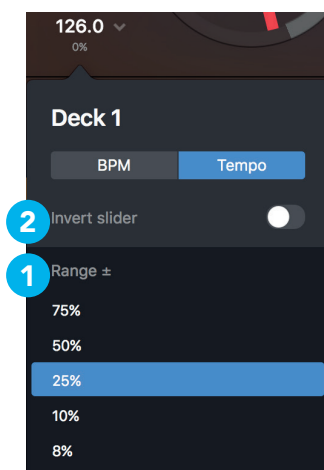 126.0
0%
Deck 1
BPM Tempo
2 Invert slider
1 Range ±
75%
50%
25%
10%
8%